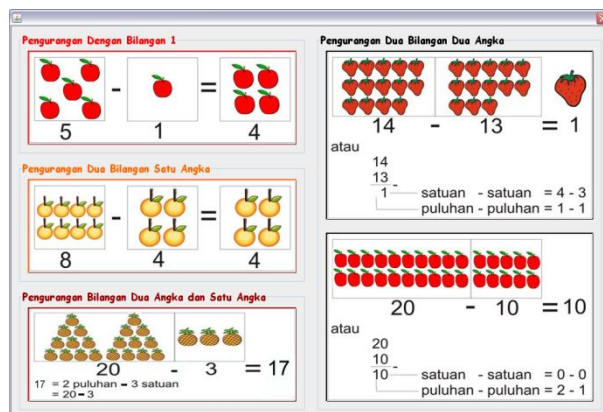 Pengurangan Dengan Bilangan 1
5 - 1 = 4
Pengurangan Dua Bilangan Satu Angka
8 - 4 = 4
Pengurangan Bilangan Dua Angka dan Satu Angka
20 - 3 = 17
17 = 2 puluhan - 3 satuan
= 20 - 3
Pengurangan Dua Bilangan Dua Angka
14 - 13 = 1
atau
14
13
-
1 satuan - satuan = 4 - 3
puluhan - puluhan = 1 - 1
20 - 10 = 10
atau
20
10
-
10 satuan - satuan = 0 - 0
puluhan - puluhan = 2 - 1